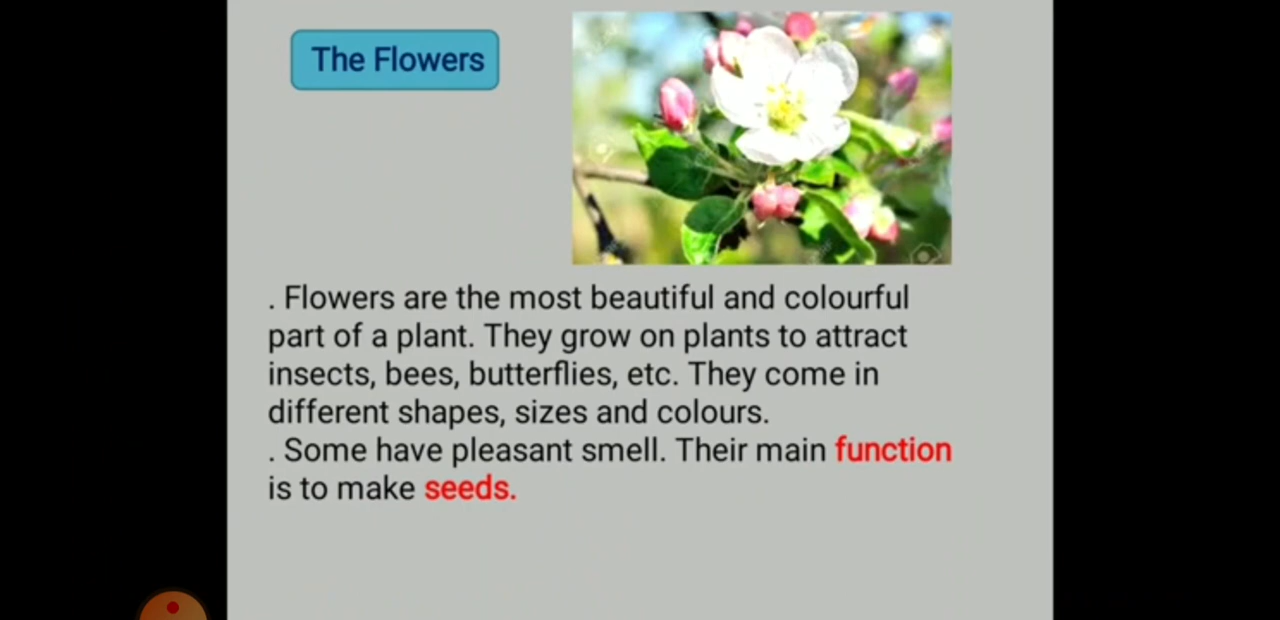 The Flowers
. Flowers are the most beautiful and colourful
part of a plant. They grow on plants to attract
insects, bees, butterflies, etc. They come in
different shapes, sizes and colours.
. Some have pleasant smell. Their main function
is to make seeds.